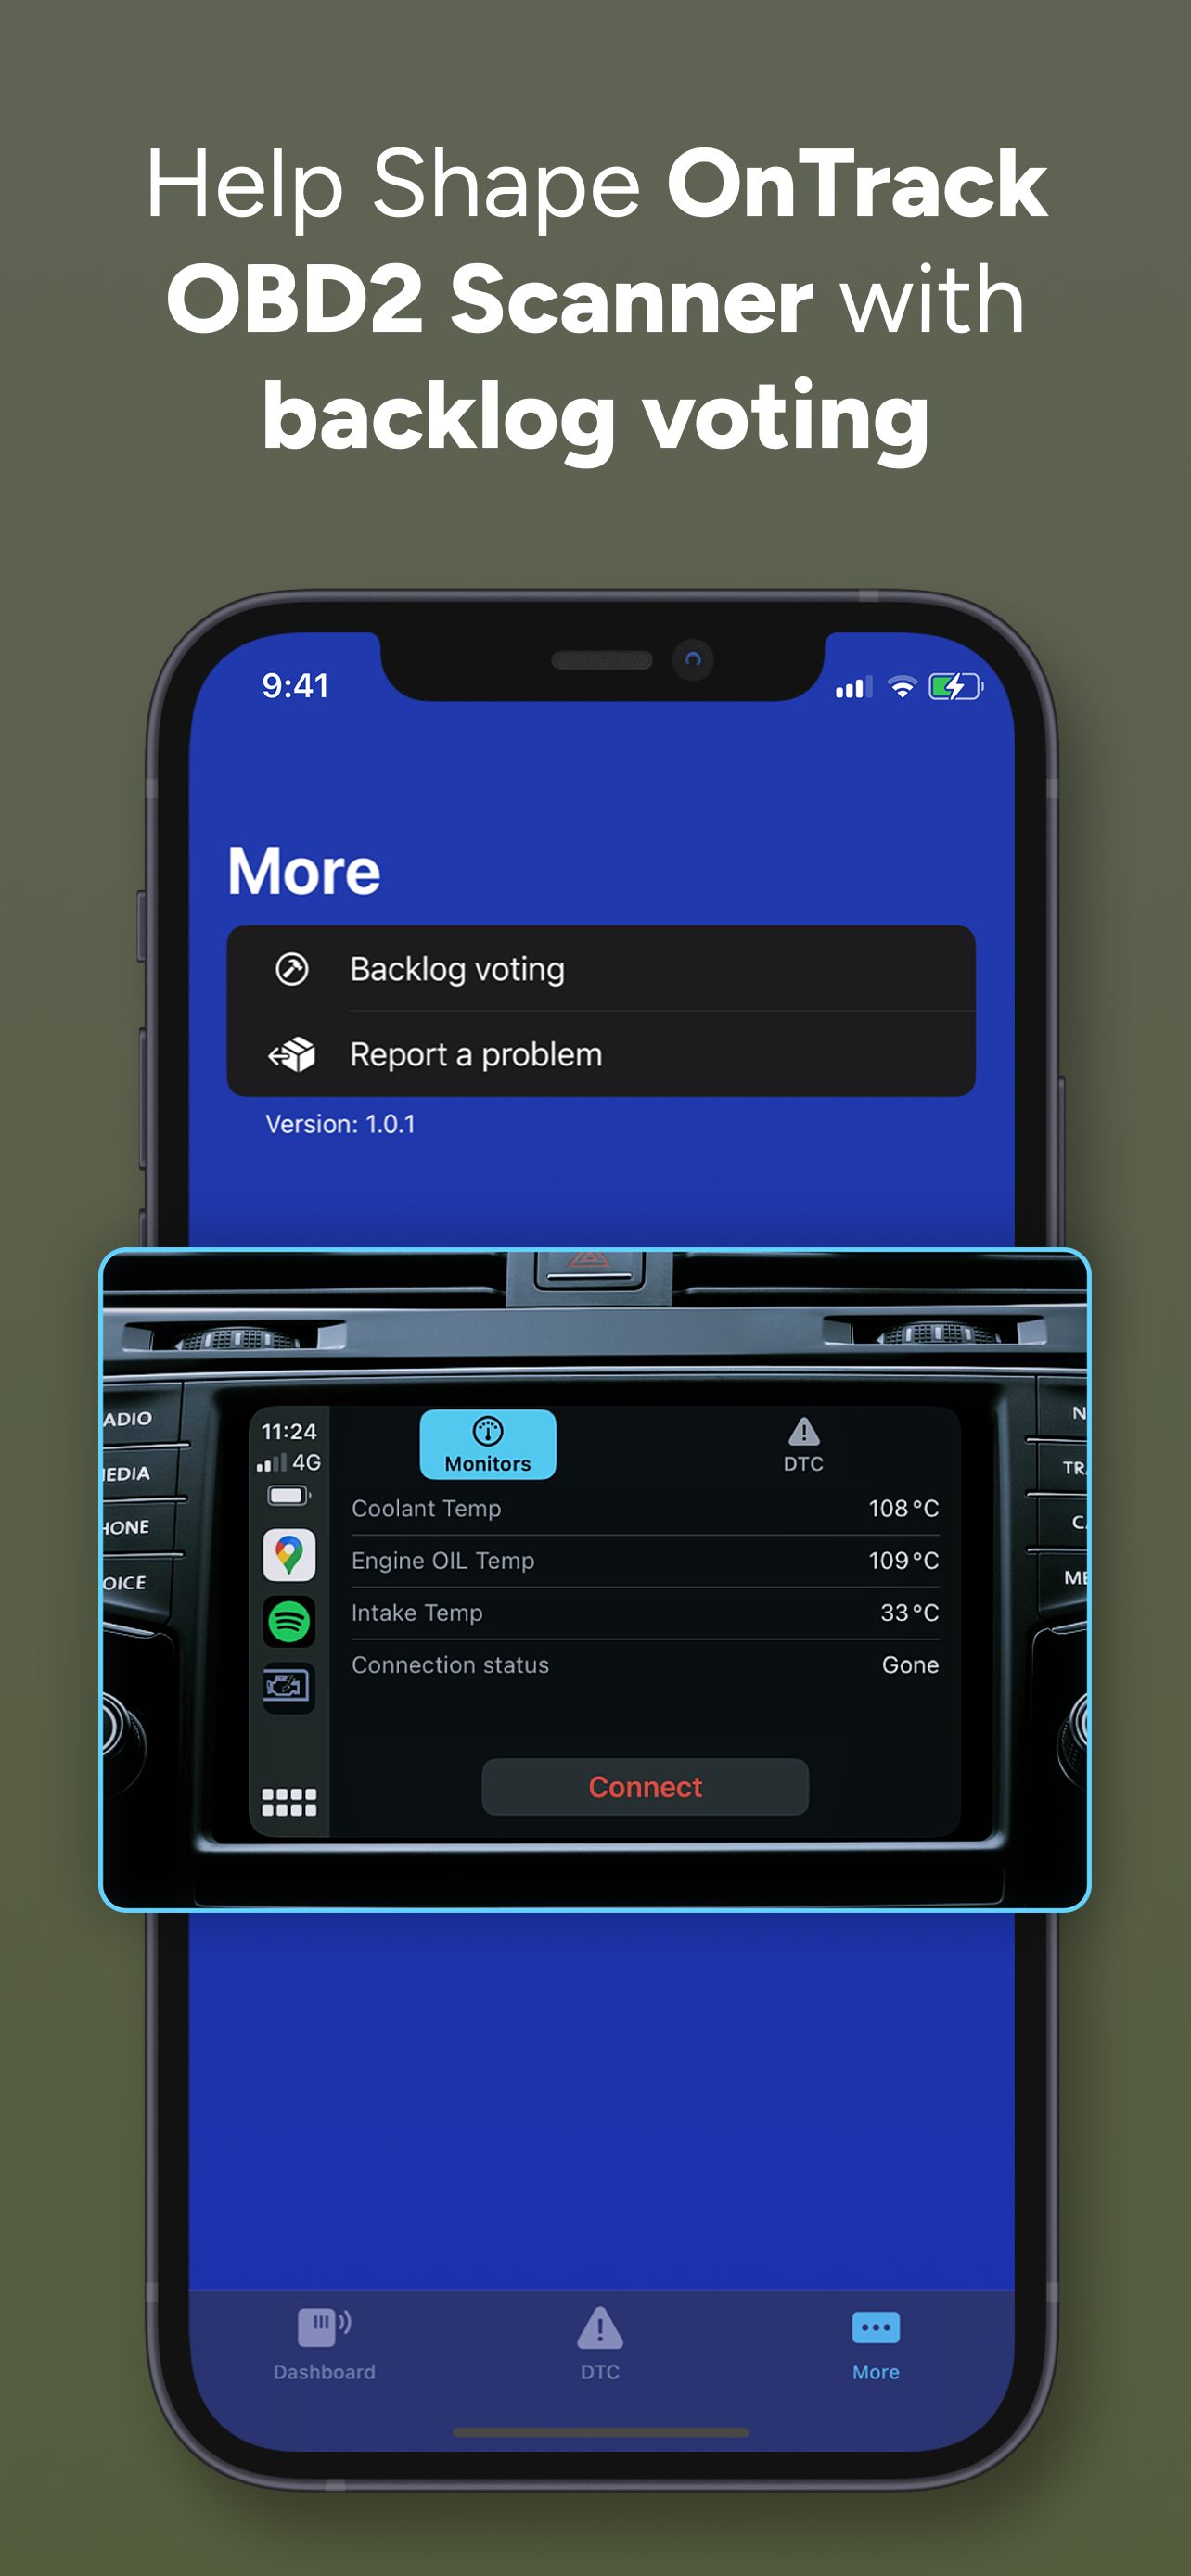 Help Shape OnTrack
OBD2 Scanner with
backlog voting
9:41
More
Backlog voting
Report a problem
Version: 1.0.1
ADIO
EDIA
HONE
OICE
11:24
4G
Monitors
DTC
Coolant Temp 108 °C
Engine OIL Temp 109 °C
Intake Temp 33 °C
Connection status Gone
Connect
N
TR
C
ME
Dashboard
DTC
More